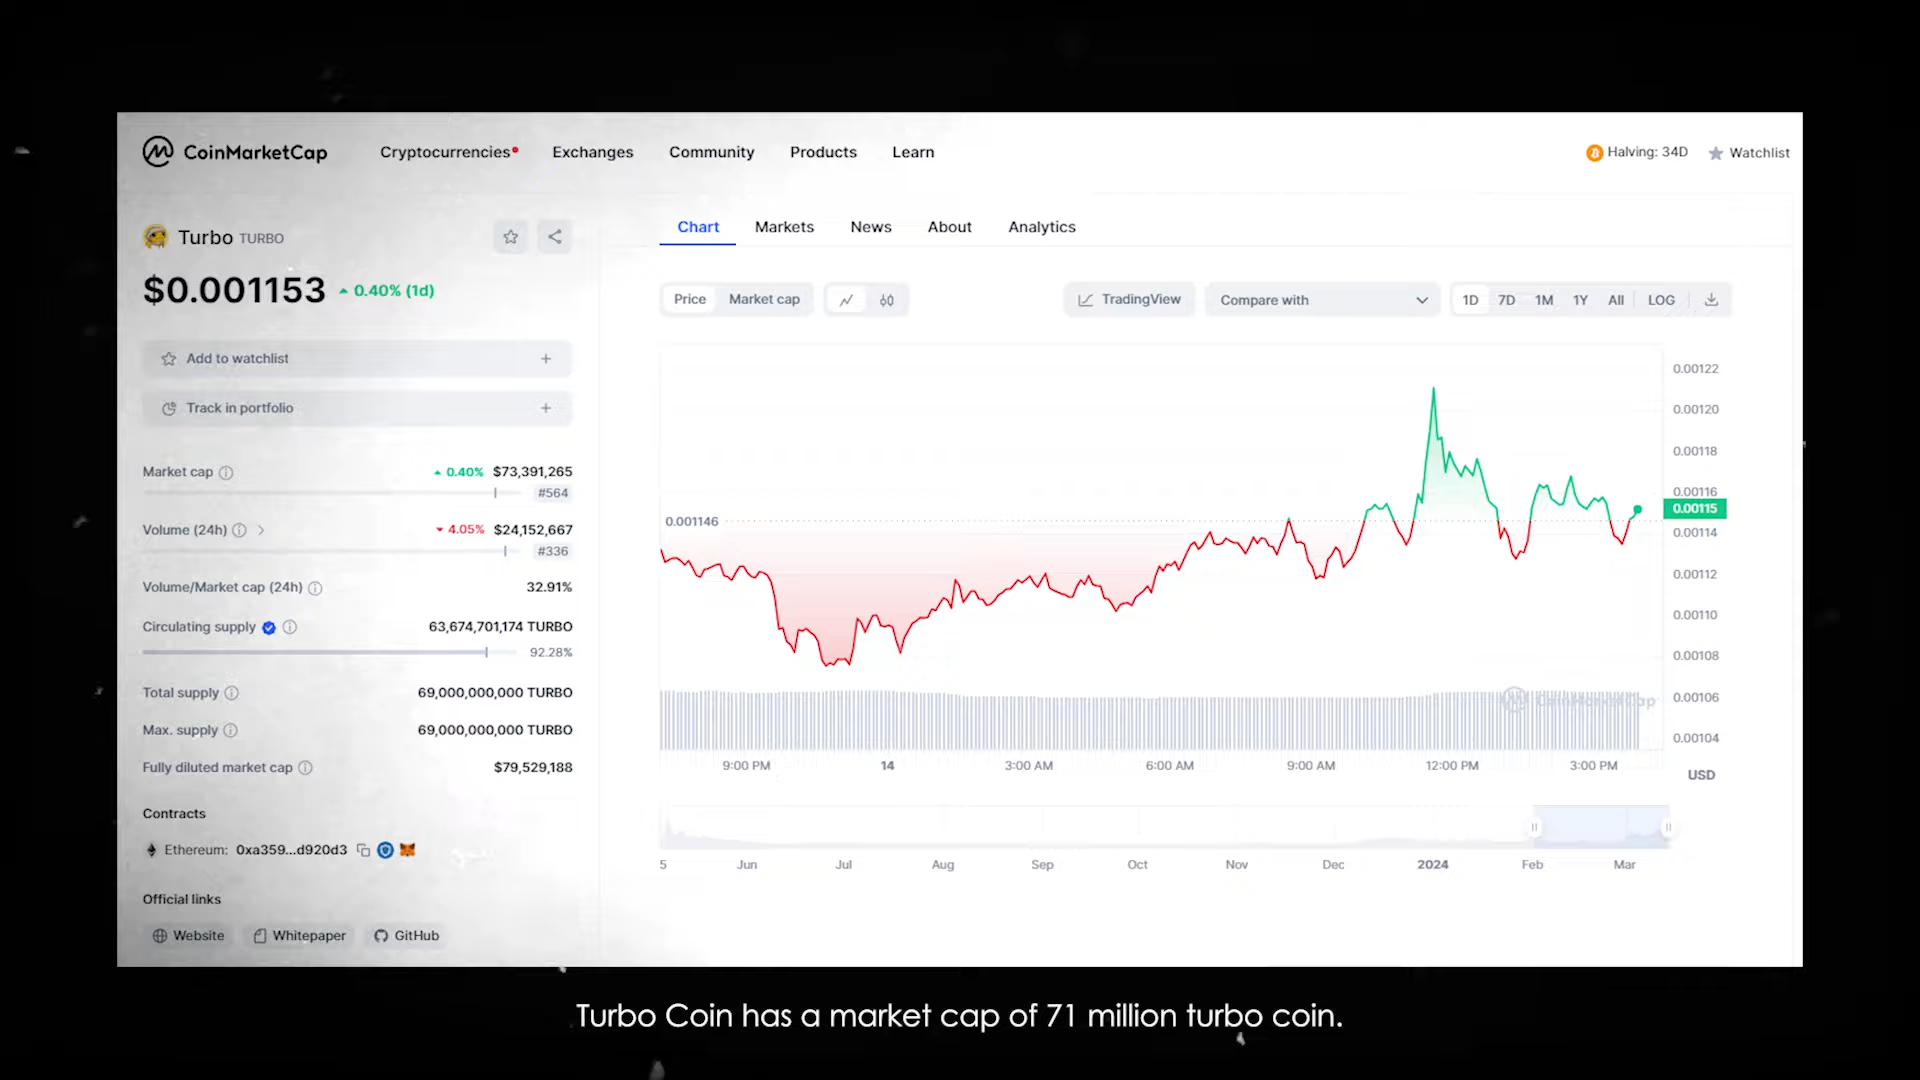 CoinMarketCap Cryptocurrencies Exchanges Community Products Learn Halving: 34D Watchlist
Turbo TURBO
$0.001153 0.40% (1d)
Add to watchlist
Track in portfolio
Market cap 0.40% $73,391,265
#564
Volume (24h) 4.05% $24,152,667
#336
Volume/Market cap (24h) 32.91%
Circulating supply 63,674,701,174 TURBO
92.28%
Total supply 69,000,000,000 TURBO
Max. supply 69,000,000,000 TURBO
Fully diluted market cap $79,529,188
Contracts
Ethereum: 0xa359...d920d3
Official links
Website Whitepaper GitHub
Chart Markets News About Analytics
Price Market cap TradingView Compare with 1D 7D 1M 1Y All LOG
0.00122
0.00120
0.00118
0.00116
0.00115
0.001146
0.00114
0.00112
0.00110
0.00108
0.00106
CoinMarketCap
0.00104
9:00 PM 14 3:00 AM 6:00 AM 9:00 AM 12:00 PM 3:00 PM
USD
5 Jun Jul Aug Sep Oct Nov Dec 2024 Feb Mar
Turbo Coin has a market cap of 71 million turbo coin.